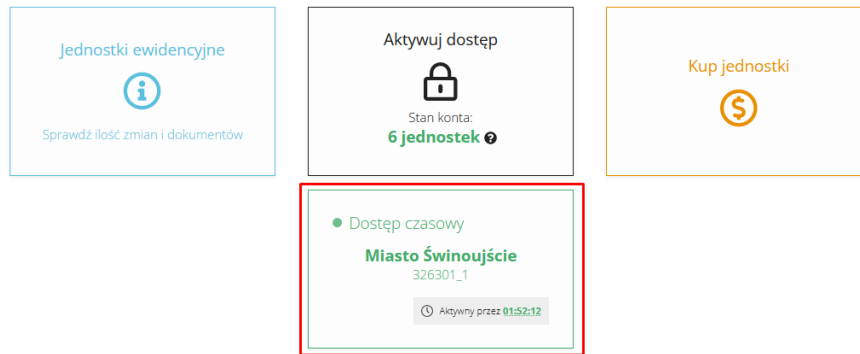 Jednostki ewidencyjne
Sprawdź ilość zmian i dokumentów
Aktywuj dostęp
Stan konta:
6 jednostek
Kup jednostki
Dostęp czasowy
Miasto Świnoujście
326301_1
Aktywny przez 01:52:12